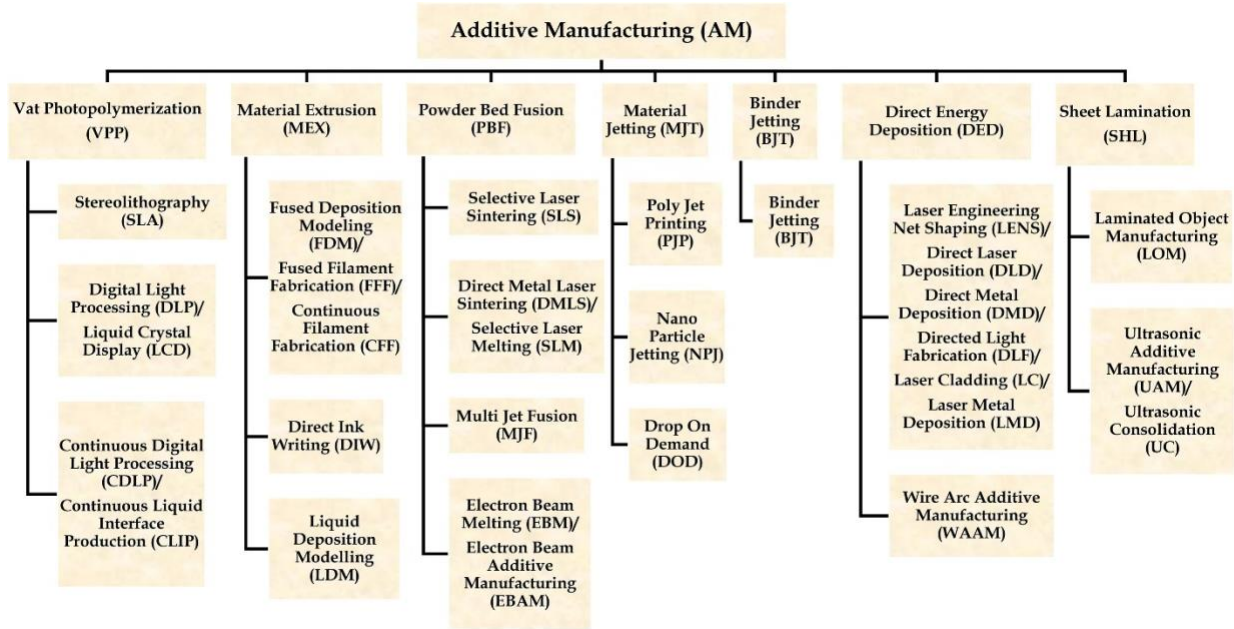 Additive Manufacturing (AM)
Vat Photopolymerization
(VPP)
Stereolithography
(SLA)
Digital Light
Processing (DLP)/
Liquid Crystal
Display (LCD)
Continuous Digital
Light Processing
(CDLP)/
Continuous Liquid
Interface
Production (CLIP)
Material Extrusion
(MEX)
Fused Deposition
Modeling
(FDM)/
Fused Filament
Fabrication (FFF)/
Continuous
Filament
Fabrication (CFF)
Direct Ink
Writing (DIW)
Liquid
Deposition
Modelling
(LDM)
Powder Bed Fusion
(PBF)
Selective Laser
Sintering (SLS)
Direct Metal Laser
Sintering (DMLS)/
Selective Laser
Melting (SLM)
Multi Jet Fusion
(MJF)
Electron Beam
Melting (EBM)/
Electron Beam
Additive
Manufacturing
(EBAM)
Material
Jetting (MJT)
Poly Jet
Printing
(PJP)
Nano
Particle
Jetting (NPJ)
Drop On
Demand
(DOD)
Binder
Jetting
(BJT)
Binder
Jetting
(BJT)
Direct Energy
Deposition (DED)
Laser Engineering
Net Shaping (LENS)/
Direct Laser
Deposition (DLD)/
Direct Metal
Deposition (DMD)/
Directed Light
Fabrication (DLF)/
Laser Cladding (LC)/
Laser Metal
Deposition (LMD)
Wire Arc Additive
Manufacturing
(WAAM)
Sheet Lamination
(SHL)
Laminated Object
Manufacturing
(LOM)
Ultrasonic
Additive
Manufacturing
(UAM)/
Ultrasonic
Consolidation
(UC)